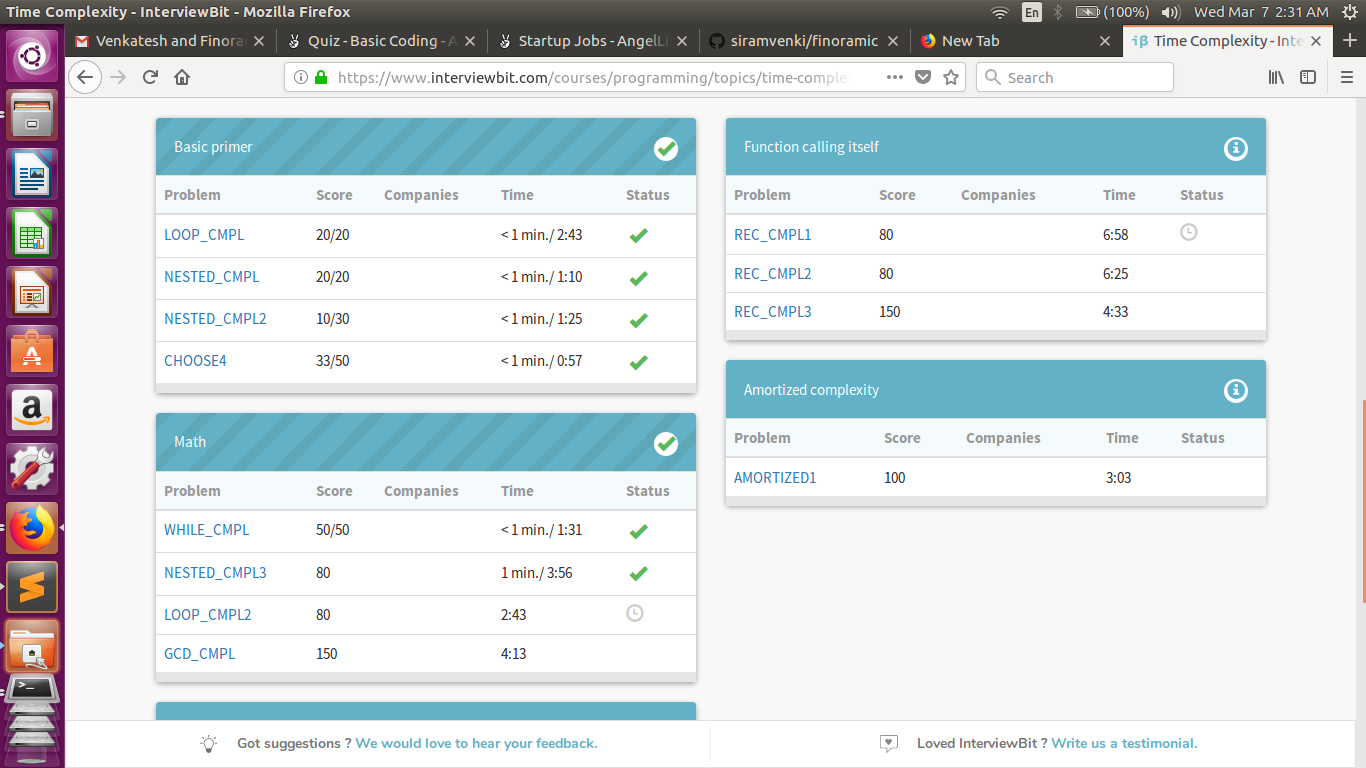 Time Complexity - InterviewBit - Mozilla Firefox
En (100%) Wed Mar 7 2:31 AM
Venkatesh and Finora
Quiz - Basic Coding - A
Startup Jobs - AngelLi
siramvenki/finoramic
New Tab
Time Complexity - Inte
https://www.interviewbit.com/courses/programming/topics/time-comple
Search
Basic primer
Problem Score Companies Time Status
LOOP_CMPL 20/20 < 1 min./ 2:43
NESTED_CMPL 20/20 < 1 min./ 1:10
NESTED_CMPL2 10/30 < 1 min./ 1:25
CHOOSE4 33/50 < 1 min./ 0:57
Math
Problem Score Companies Time Status
WHILE_CMPL 50/50 < 1 min./ 1:31
NESTED_CMPL3 80 1 min./ 3:56
LOOP_CMPL2 80 2:43
GCD_CMPL 150 4:13
Function calling itself
Problem Score Companies Time Status
REC_CMPL1 80 6:58
REC_CMPL2 80 6:25
REC_CMPL3 150 4:33
Amortized complexity
Problem Score Companies Time Status
AMORTIZED1 100 3:03
Got suggestions ? We would love to hear your feedback.
Loved InterviewBit ? Write us a testimonial.